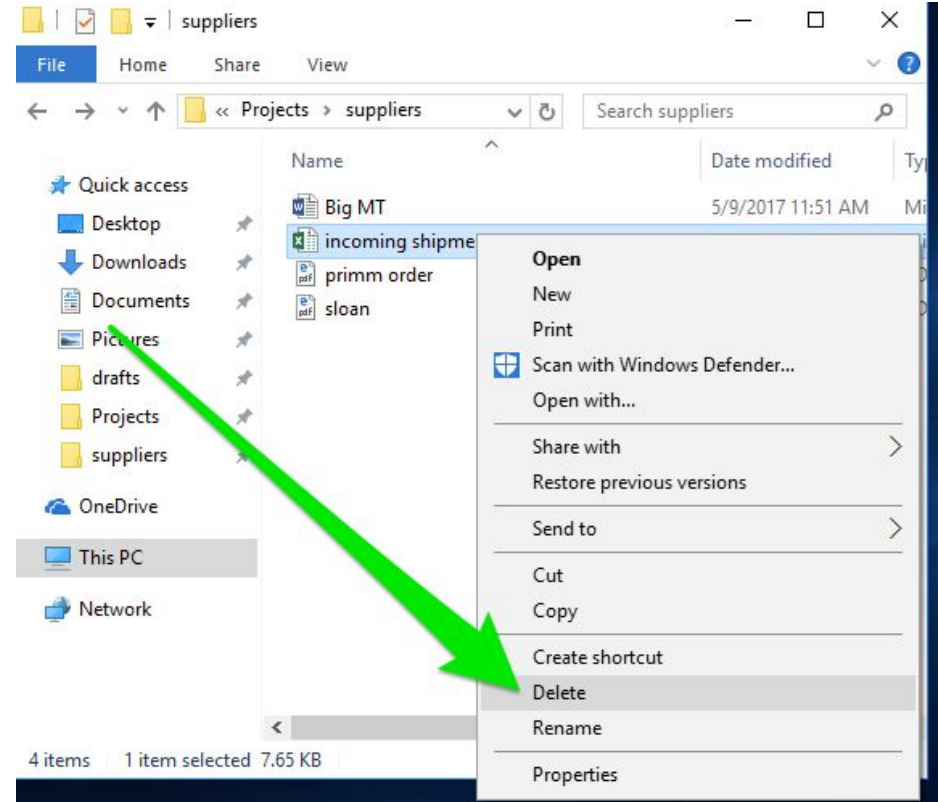 suppliers
File Home Share View
« Projects › suppliers Search suppliers
Name Date modified
Quick access
Desktop
Downloads
Documents
Pictures
drafts
Projects
suppliers
OneDrive
This PC
Network
Big MT 5/9/2017 11:51 AM
incoming shipme
primm order
sloan
Open
New
Print
Scan with Windows Defender...
Open with...
Share with
Restore previous versions
Send to
Cut
Copy
Create shortcut
Delete
Rename
Properties
4 items 1 item selected 7.65 KB